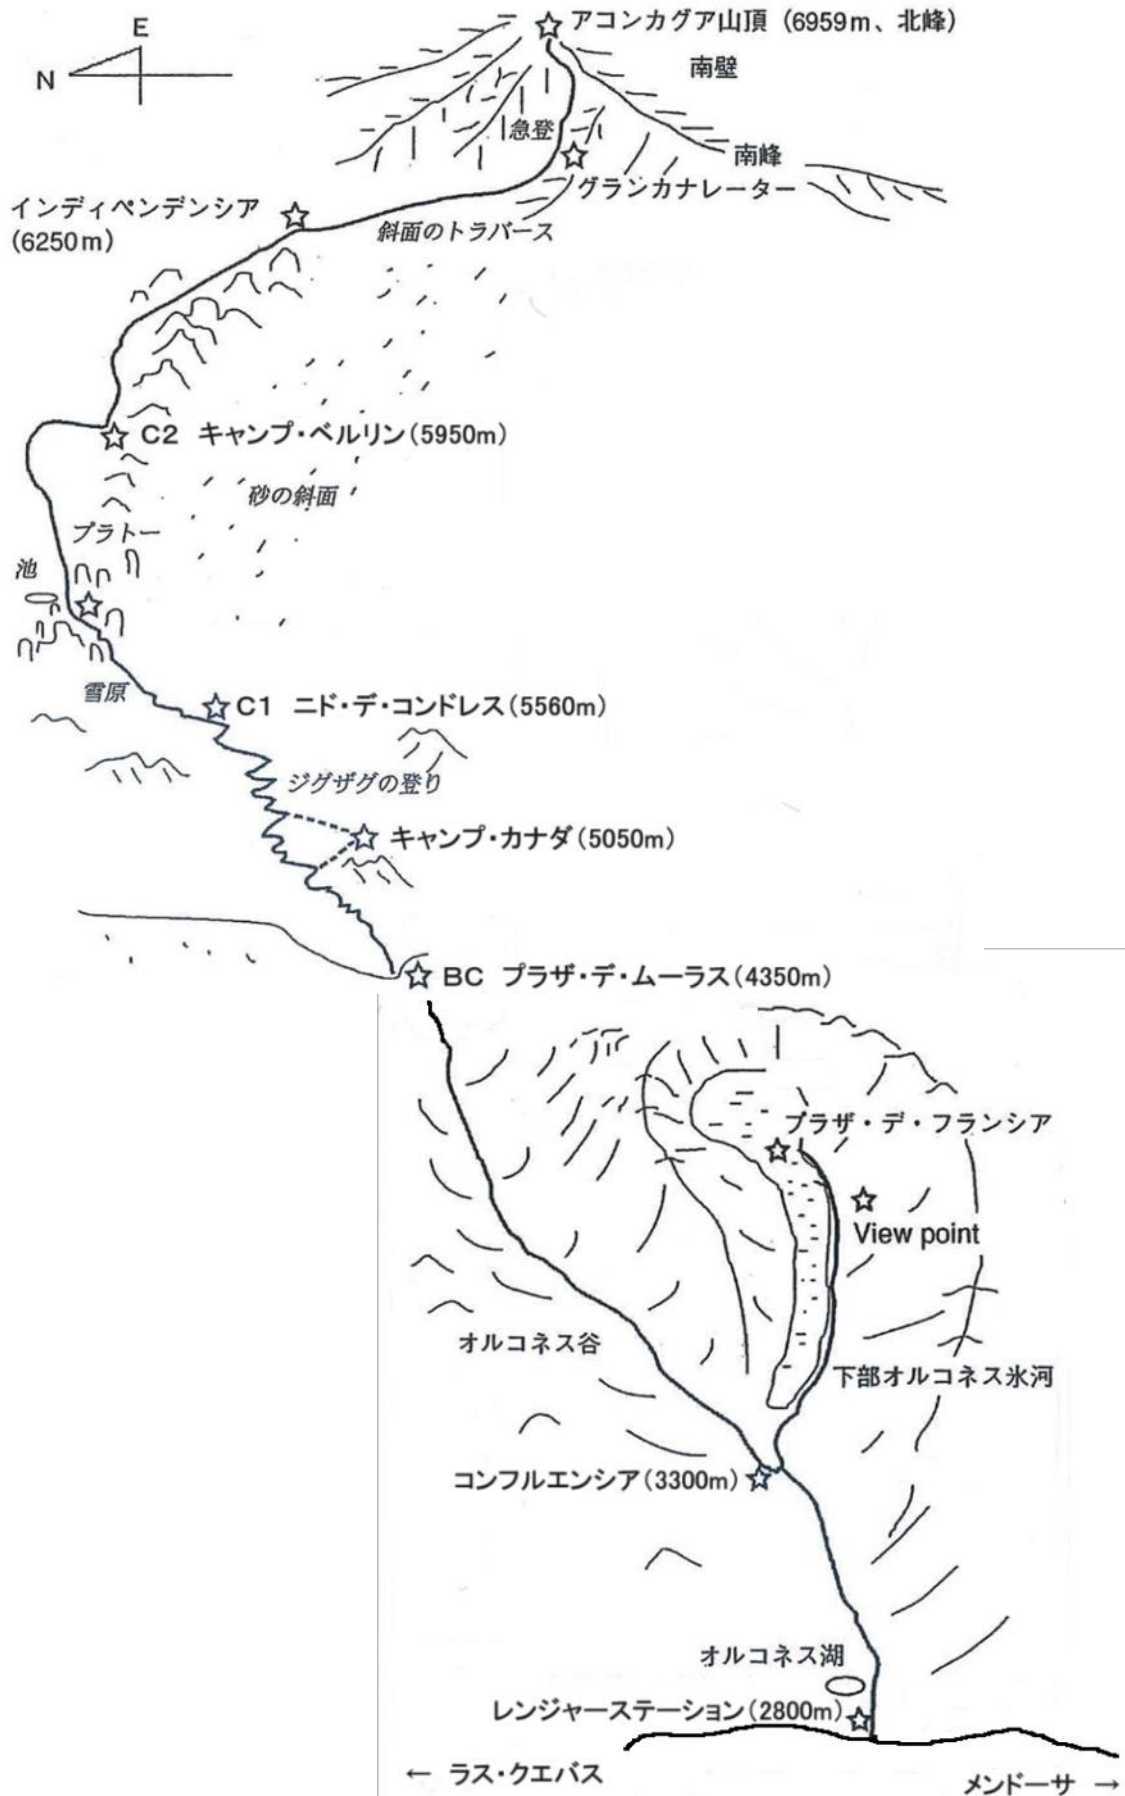 アコンカグア山頂 (6959m、北峰)
E
N
南壁
急登
南峰
グランカナレーター
インディペンデンシア
(6250m)
斜面のトラバース
C2 キャンプ・ベルリン(5950m)
砂の斜面
プラトー
池
雪原
C1 ニド・デ・コンドレス(5560m)
ジグザグの登り
キャンプ・カナダ(5050m)
BC プラザ・デ・ムーラス(4350m)
プラザ・デ・フランシア
View point
オルコネス谷
下部オルコネス氷河
コンフルエンシア(3300m)
オルコネス湖
レンジャーステーション(2800m)
← ラス・クエバス
メンドーサ →